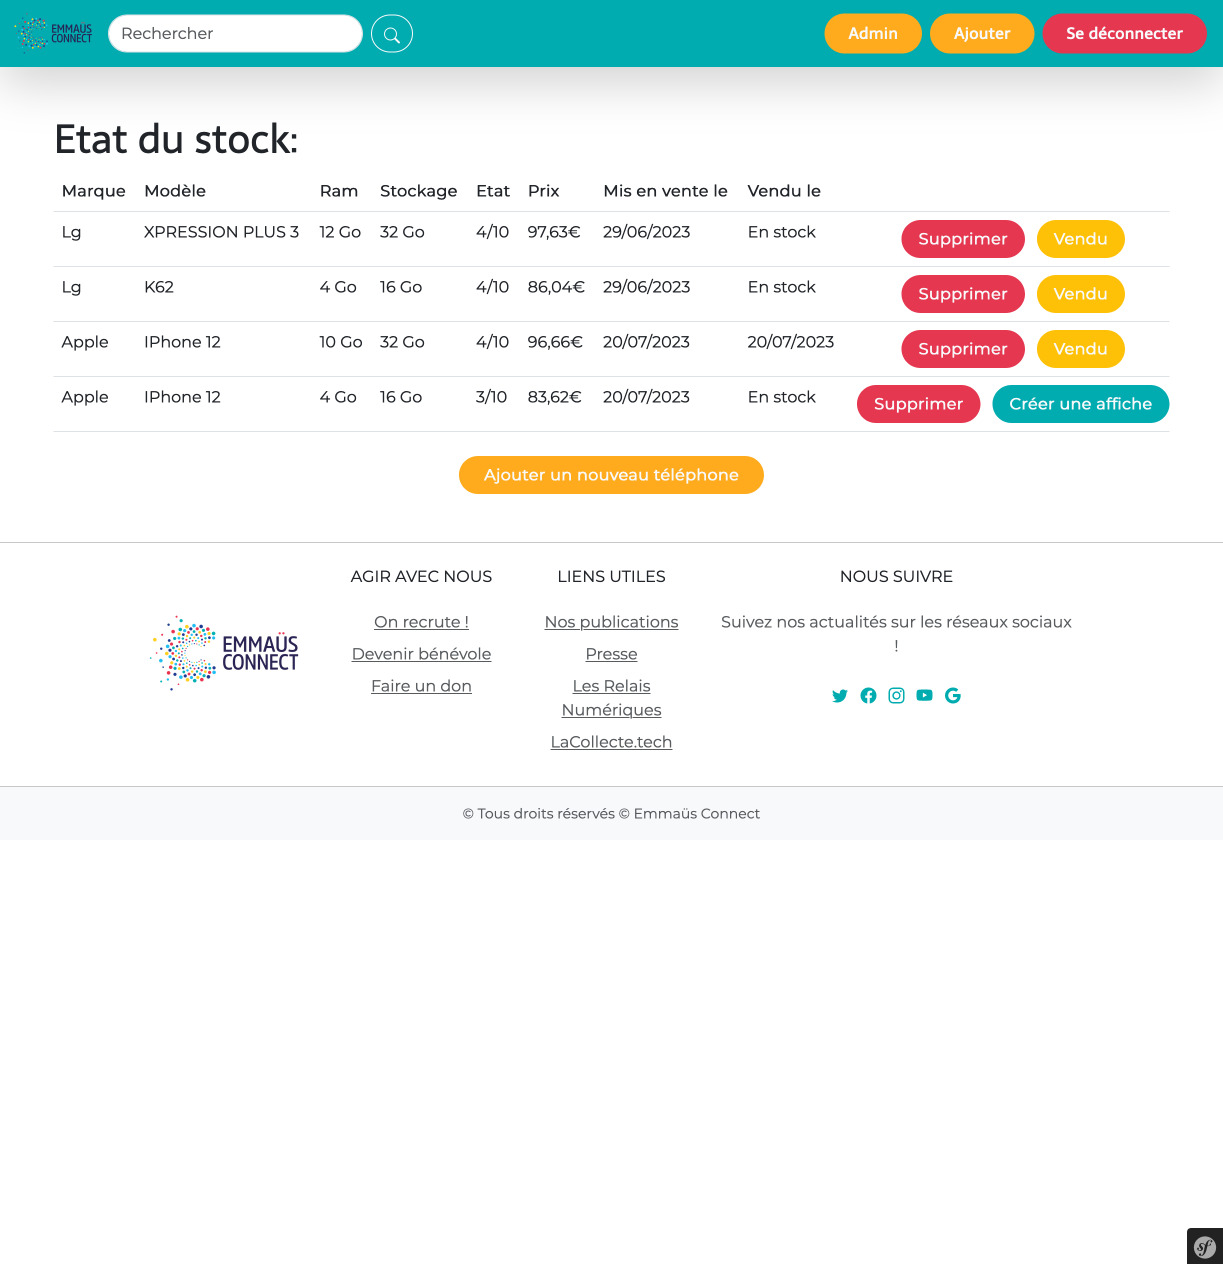 EMMAÜS
CONNECT
Rechercher
Admin
Ajouter
Se déconnecter
Etat du stock:
Marque Modèle Ram Stockage Etat Prix Mis en vente le Vendu le
Lg XPRESSION PLUS 3 12 Go 32 Go 4/10 97,63€ 29/06/2023 En stock Supprimer Vendu
Lg K62 4 Go 16 Go 4/10 86,04€ 29/06/2023 En stock Supprimer Vendu
Apple IPhone 12 10 Go 32 Go 4/10 96,66€ 20/07/2023 20/07/2023 Supprimer Vendu
Apple IPhone 12 4 Go 16 Go 3/10 83,62€ 20/07/2023 En stock Supprimer Créer une affiche
Ajouter un nouveau téléphone
EMMAÜS
CONNECT
AGIR AVEC NOUS
On recrute !
Devenir bénévole
Faire un don
LIENS UTILES
Nos publications
Presse
Les Relais
Numériques
LaCollecte.tech
NOUS SUIVRE
Suivez nos actualités sur les réseaux sociaux
!
© Tous droits réservés © Emmaüs Connect
sf